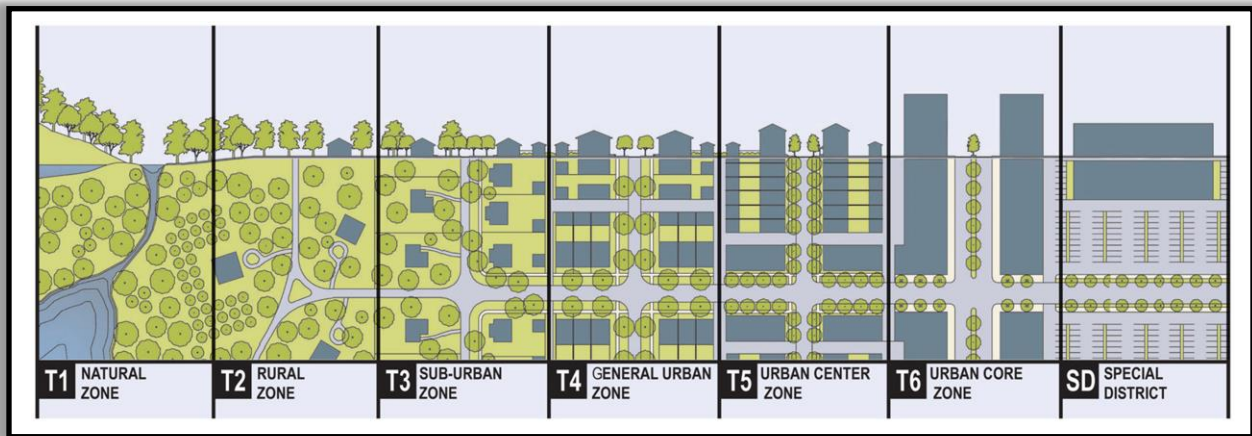 T1 NATURAL
ZONE
T2 RURAL
ZONE
T3 SUB-URBAN
ZONE
T4 GENERAL URBAN
ZONE
T5 URBAN CENTER
ZONE
T6 URBAN CORE
ZONE
SD SPECIAL
DISTRICT